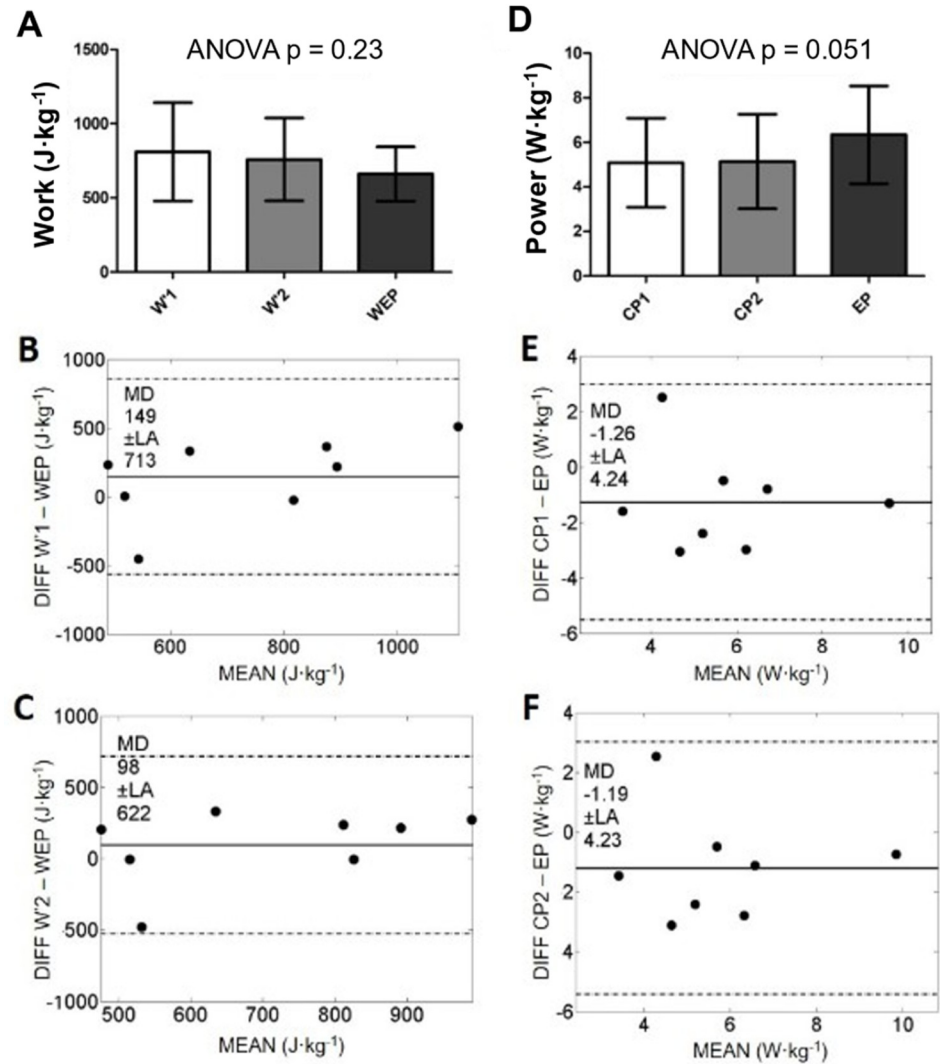 A
ANOVA p = 0.23
Work (J·kg-1)
1500
1000
500
0
W'1
W'2
WEP
D
ANOVA p = 0.051
Power (W·kg-1)
10
8
6
4
2
0
CP1
CP2
EP
B
DIFF W'1 – WEP (J·kg-1)
1000
500
0
-500
-1000
MD
149
±LA
713
600
800
1000
MEAN (J·kg-1)
E
DIFF CP1 – EP (W·kg-1)
4
2
0
-2
-4
-6
MD
-1.26
±LA
4.24
4
6
8
10
MEAN (W·kg-1)
C
DIFF W'2 – WEP (J·kg-1)
1000
500
0
-500
-1000
MD
98
±LA
622
500
600
700
800
900
MEAN (J·kg-1)
F
DIFF CP2 – EP (W·kg-1)
4
2
0
2
4
-6
MD
-1.19
±LA
4.23
4
6
8
10
MEAN (W·kg-1)